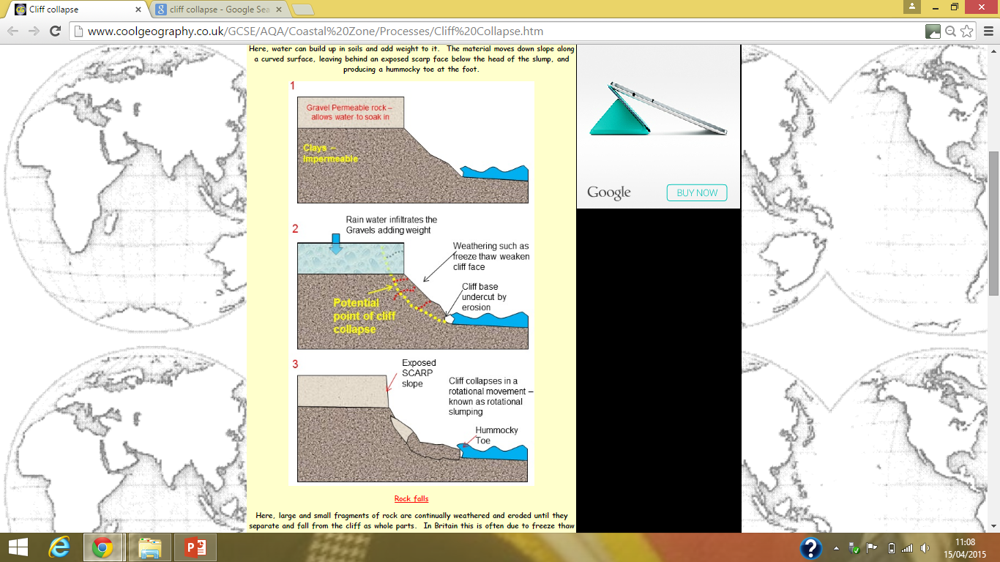 Cliff collapse
cliff collapse - Google Sea
www.coolgeography.co.uk/GCSE/AQA/Coastal%20Zone/Processes/Cliff%20Collapse.htm
Here, water can build up in soils and add weight to it. The material moves down slope along
a curved surface, leaving behind an exposed scarp face below the head of the slump, and
producing a hummocky toe at the foot.
1
Gravel Permeable rock –
allows water to soak in
Clays –
Impermeable
2
Rain water infiltrates the
Gravels adding weight
Weathering such as
freeze thaw weaken
cliff face
Cliff base
undercut by
erosion
Potential
point of cliff
collapse
3
Exposed
SCARP
slope
Cliff collapses in a
rotational movement –
known as rotational
slumping
Hummocky
Toe
Rock falls
Here, large and small fragments of rock are continually weathered and eroded until they
separate and fall from the cliff as whole parts. In Britain this is often due to freeze thaw
Google
BUY NOW
11:08
15/04/2015